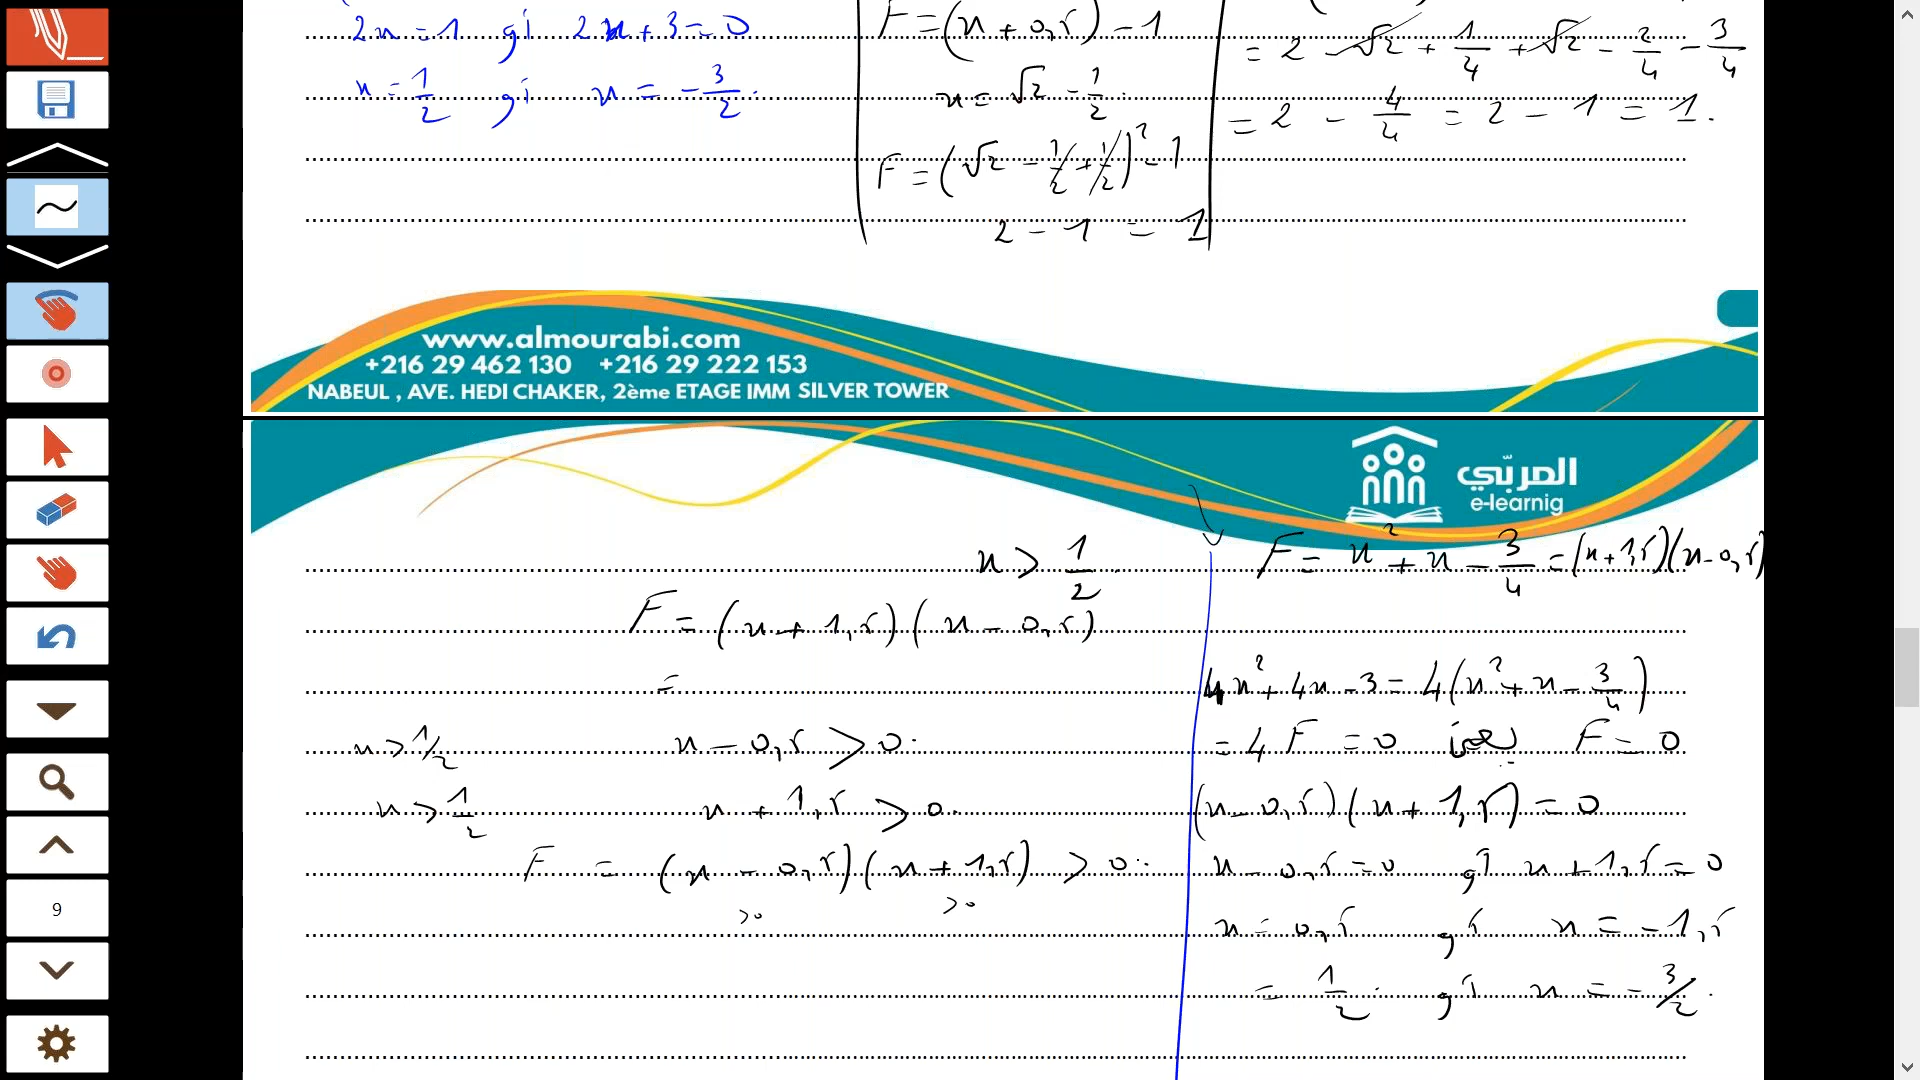 2x = 1 أو 2x + 3 = 0
x = 1/2 أو x = - 3/2.
F = (x + 0,5) - 1
x = √2 - 1/2.
F = (√2 - 1/2 + 1/2)² - 1
2 - 1 = 1
= 2 - √2 + 1/4 + √2 - 2/4 - 3/4
= 2 - 4/4 = 2 - 1 = 1.
www.almourabi.com
+216 29 462 130 +216 29 222 153
NABEUL , AVE. HEDI CHAKER, 2ème ETAGE IMM SILVER TOWER
المربّي
e-learnig
x > 1/2.
F = (x + 1,5)(x - 0,5)
=
x > 1/2 x - 0,5 > 0.
x > 1/2 x + 1,5 > 0.
F = (x - 0,5)(x + 1,5) > 0.
>0 >0
F = x² + x - 3/4 = (x + 1,5)(x - 0,5)
4x² + 4x - 3 = 4(x² + x - 3/4)
= 4F = 0 يعني F = 0
(x - 0,5)(x + 1,5) = 0
x - 0,5 = 0 أو x + 1,5 = 0
x = 0,5 أو x = - 1,5
= 1/2. أو x = - 3/2.
9